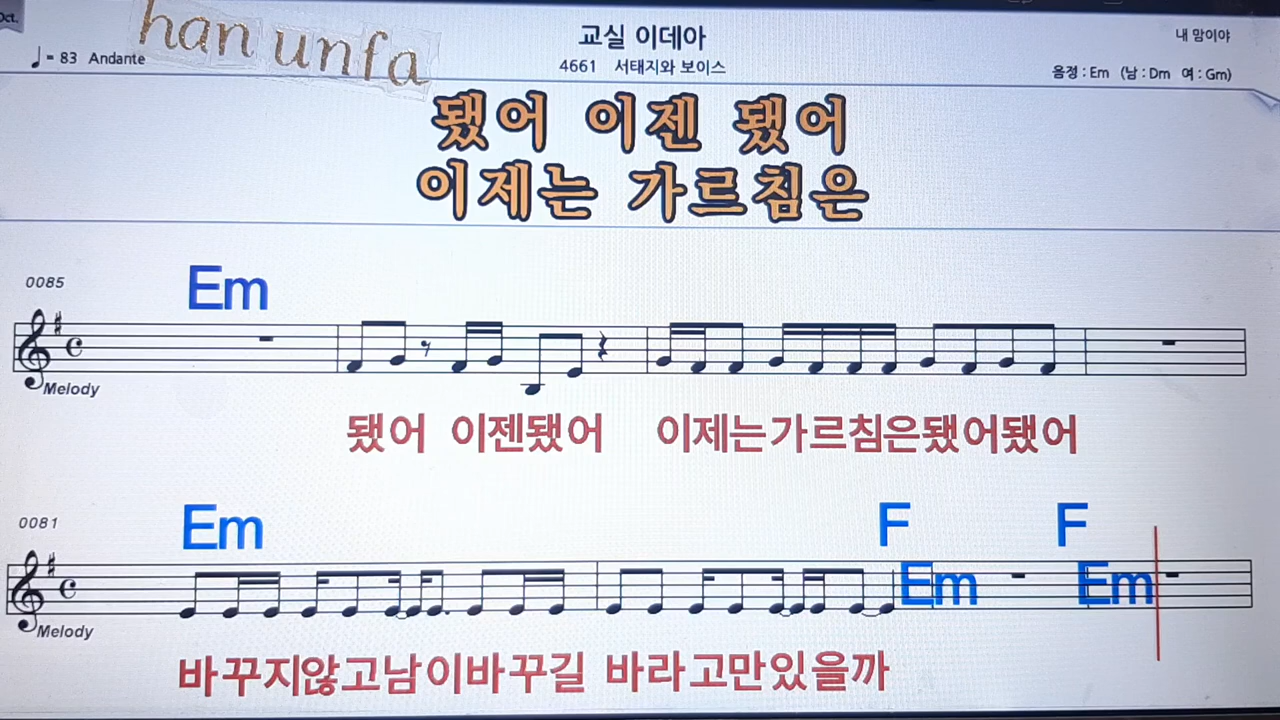 Oct.
han unfa
교실 이데아
내 맘이야
♩= 83 Andante
4661 서태지와 보이스
음정 : Em (남 : Dm 여 : Gm)
됐어 이젠 됐어
이제는 가르침은
0085
Em
Melody
됐어 이젠됐어 이제는가르침은됐어됐어
0081
Em F F
Em Em
Melody
바꾸지않고남이바꾸길 바라고만있을까